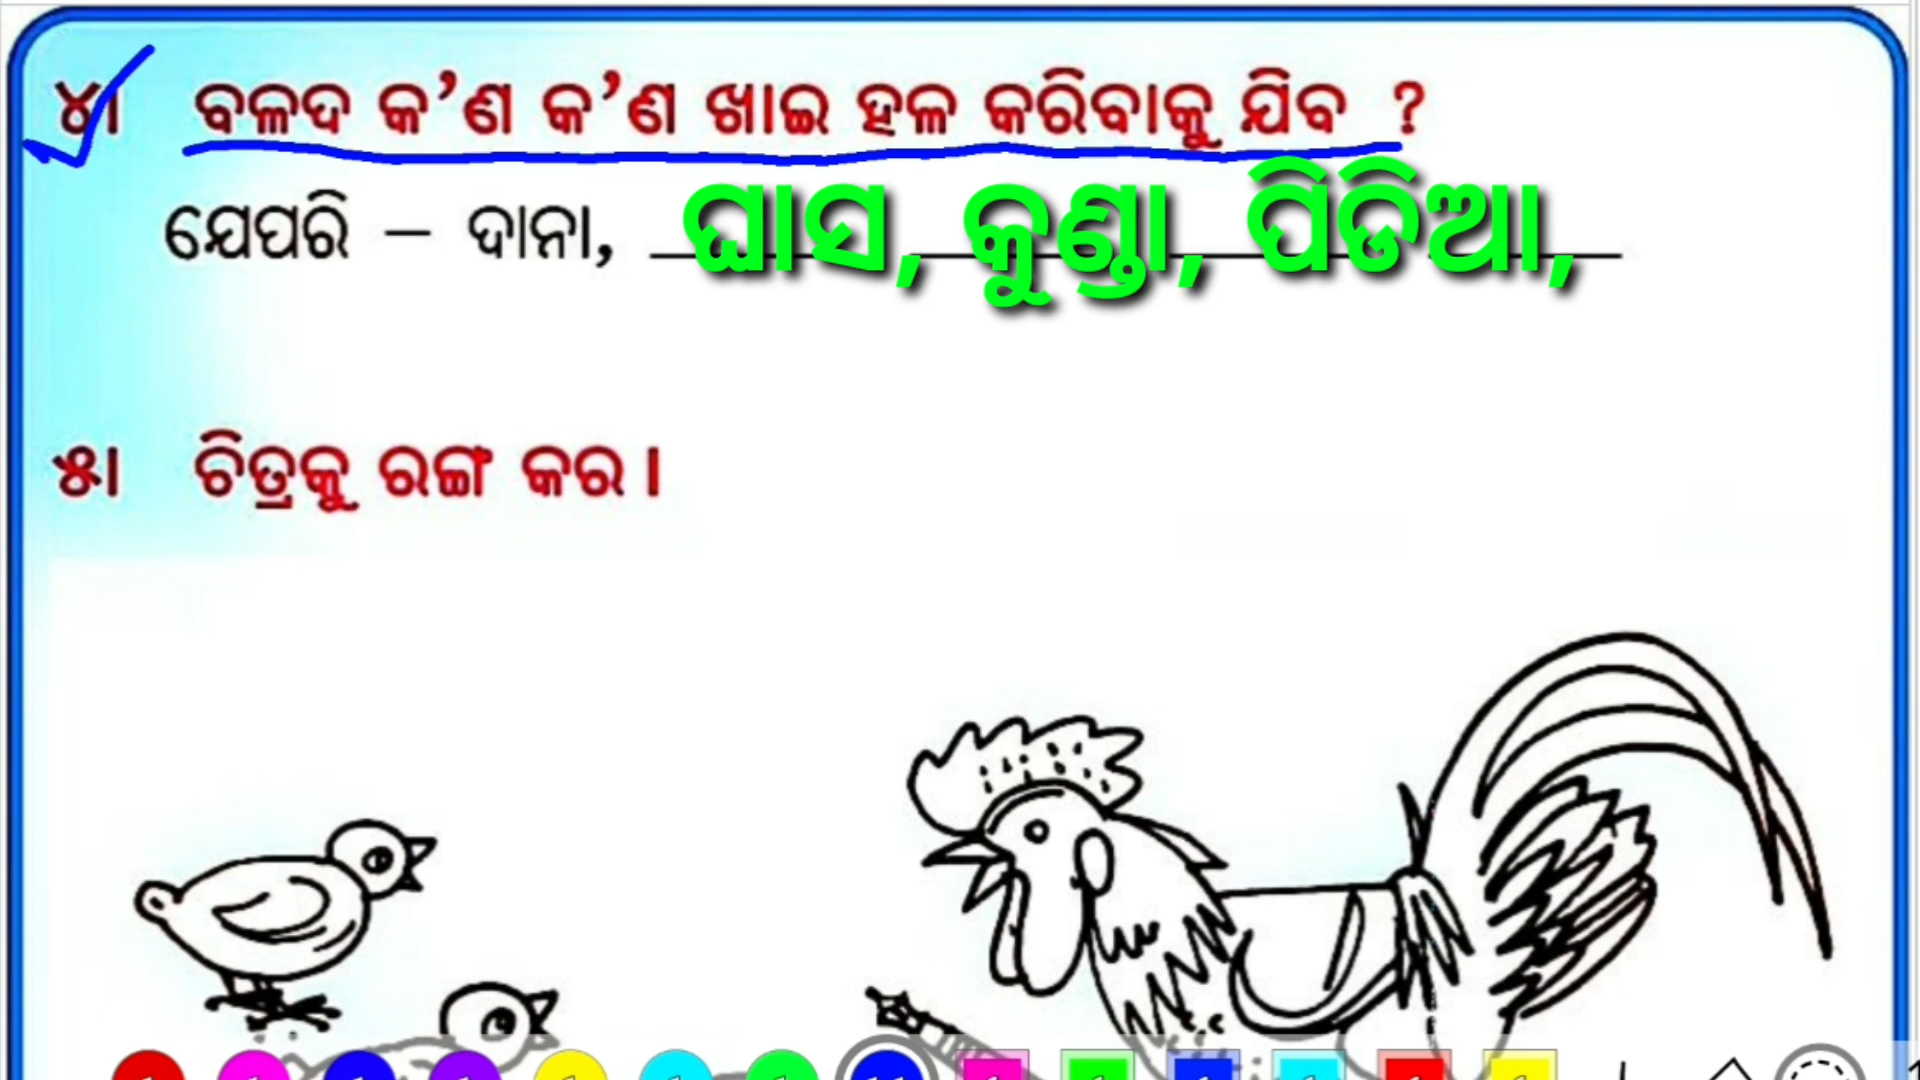 ୪। ବଳଦ କ’ଣ କ’ଣ ଖାଇ ହଳ କରିବାକୁ ଯିବ ?
ଯେପରି – ଦାନା, ଘାସ, କୁଣ୍ଡା, ପିଡିଆ,
୫। ଚିତ୍ରକୁ ରଙ୍ଗ କର ।